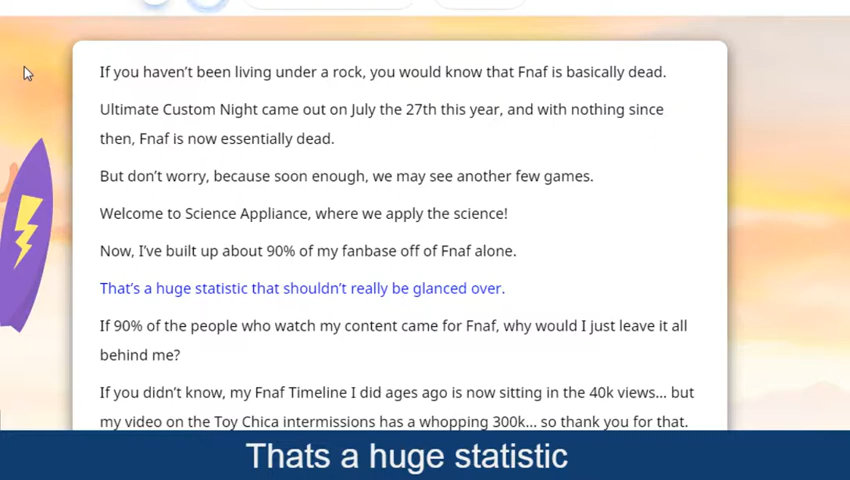 If you haven’t been living under a rock, you would know that Fnaf is basically dead.
Ultimate Custom Night came out on July the 27th this year, and with nothing since
then, Fnaf is now essentially dead.
But don’t worry, because soon enough, we may see another few games.
Welcome to Science Appliance, where we apply the science!
Now, I’ve built up about 90% of my fanbase off of Fnaf alone.
That’s a huge statistic that shouldn’t really be glanced over.
If 90% of the people who watch my content came for Fnaf, why would I just leave it all
behind me?
If you didn’t know, my Fnaf Timeline I did ages ago is now sitting in the 40k views... but
my video on the Toy Chica intermissions has a whopping 300k... so thank you for that.
Thats a huge statistic